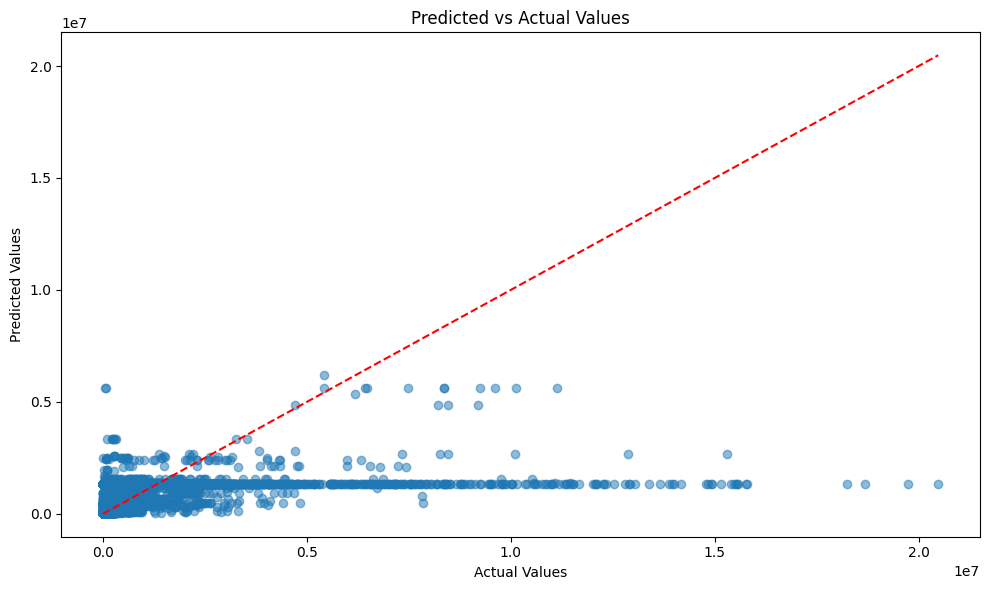 Predicted vs Actual Values
1e7
2.0
1.5
1.0
0.5
0.0
Predicted Values
0.0 0.5 1.0 1.5 2.0
1e7
Actual Values